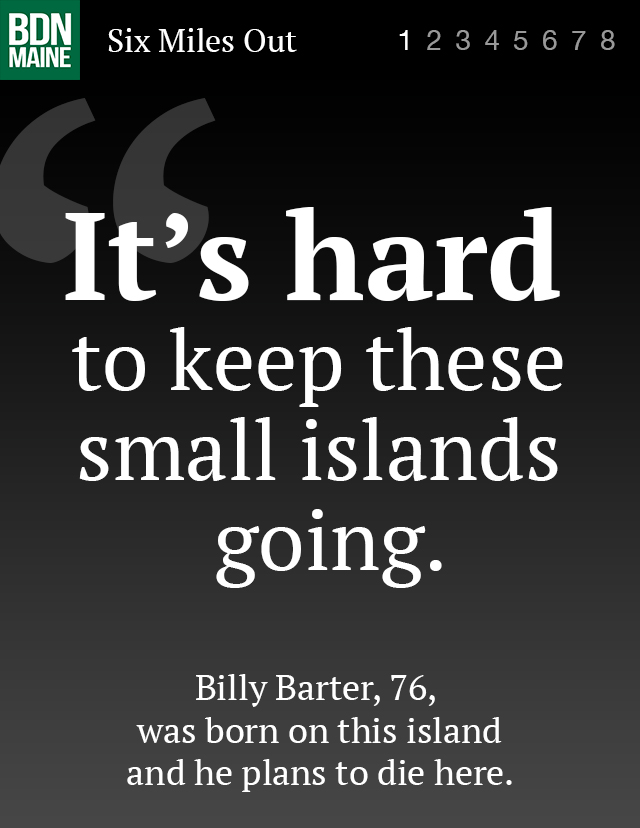 BDN
MAINE
Six Miles Out
1 2 3 4 5 6 7 8
“
It’s hard
to keep these
small islands
going.
Billy Barter, 76,
was born on this island
and he plans to die here.